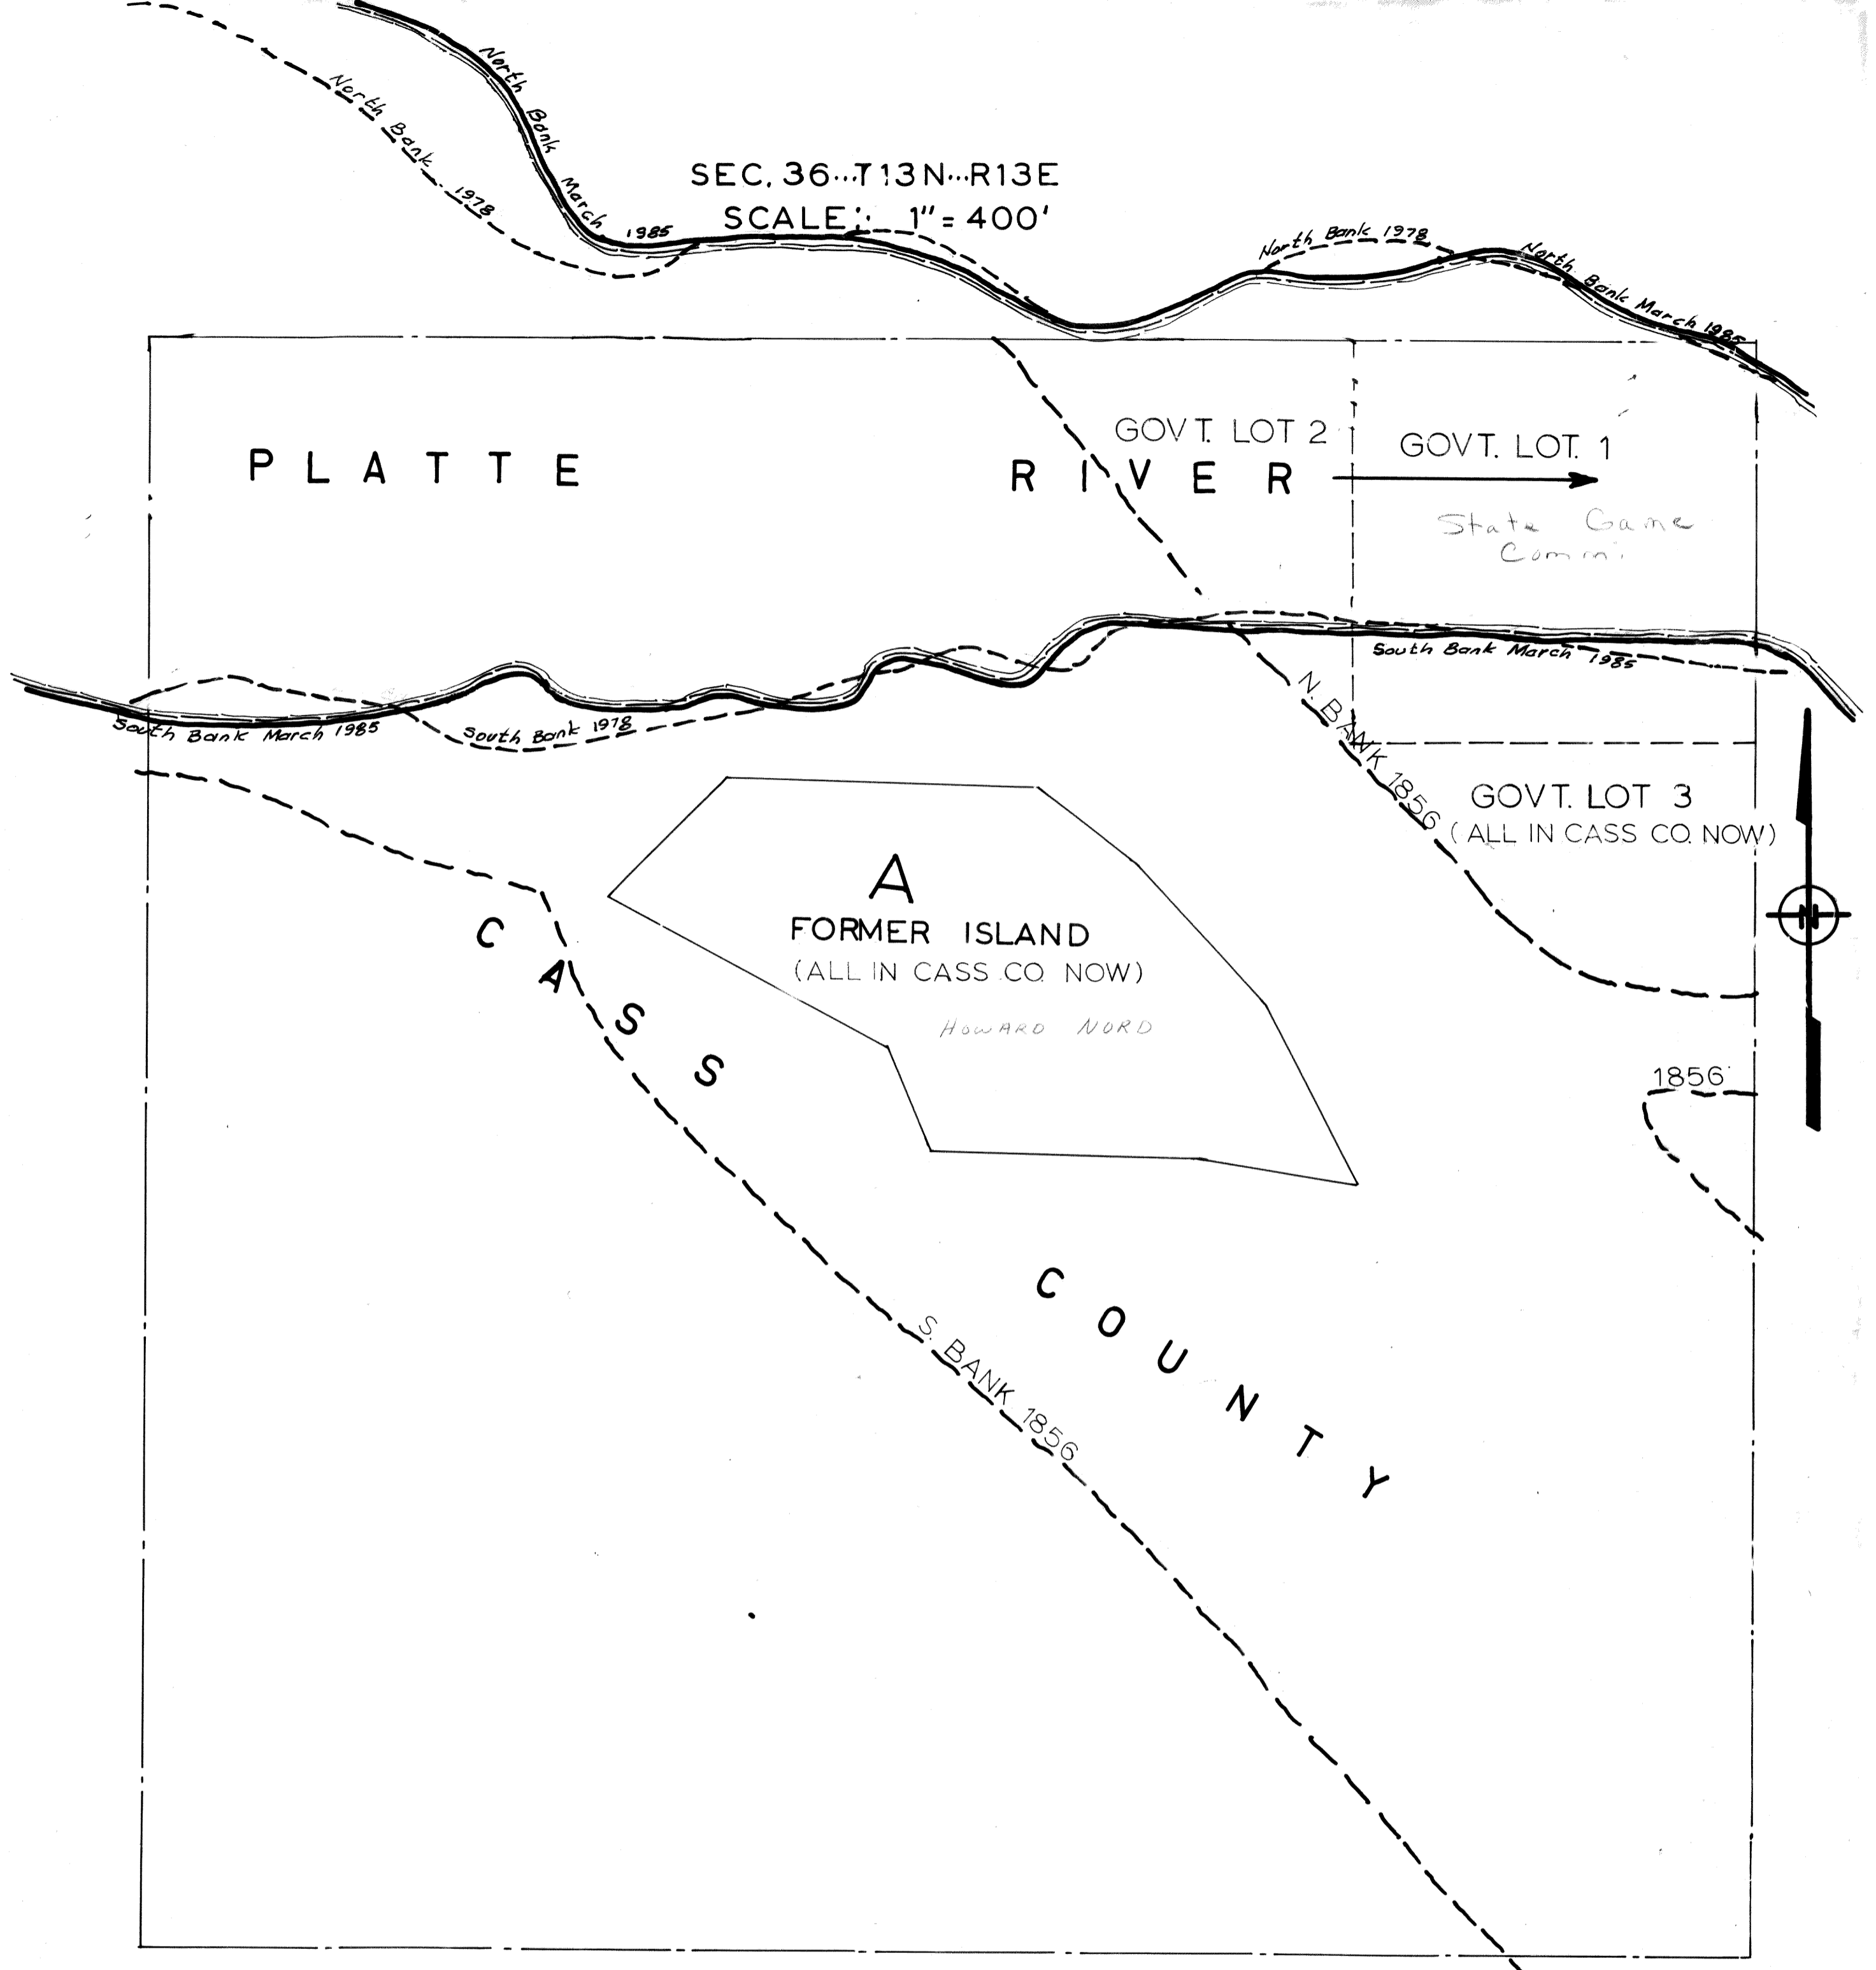 North Bank March 1985
North Bank 1978
SEC. 36...T13N...R13E
SCALE: 1" = 400'
North Bank 1978
North Bank March 1985
GOVT. LOT 2
GOVT. LOT. 1
PLATTE RIVER
State Game
Comm.
South Bank March 1985
South Bank March 1985
South Bank 1978
N. BANK 1856
GOVT. LOT 3
(ALL IN CASS CO. NOW)
A
FORMER ISLAND
(ALL IN CASS CO. NOW)
HOWARD NORD
N
CASS COUNTY
1856
S. BANK 1856